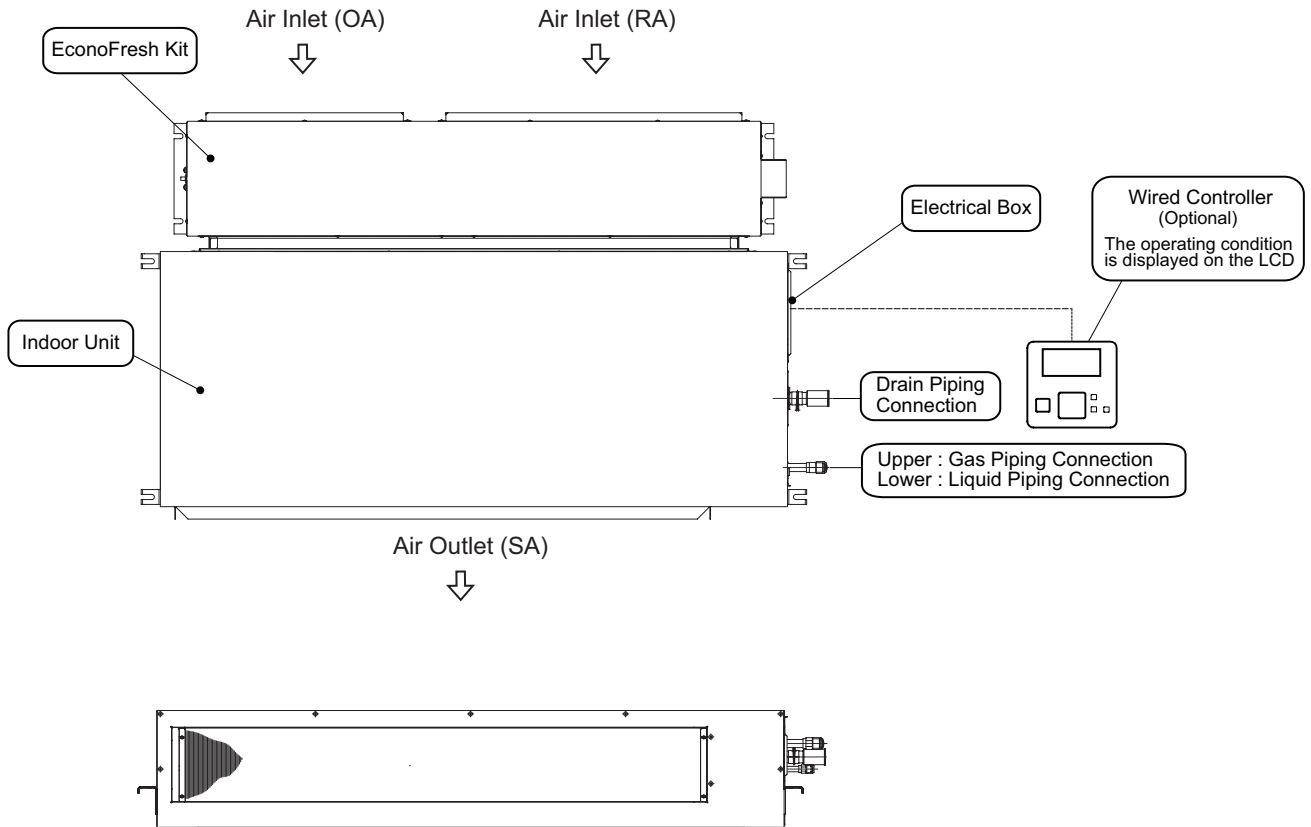 Air Inlet (OA)
Air Inlet (RA)
EconoFresh Kit
Electrical Box
Wired Controller
(Optional)
The operating condition
is displayed on the LCD
Indoor Unit
Drain Piping
Connection
Upper : Gas Piping Connection
Lower : Liquid Piping Connection
Air Outlet (SA)